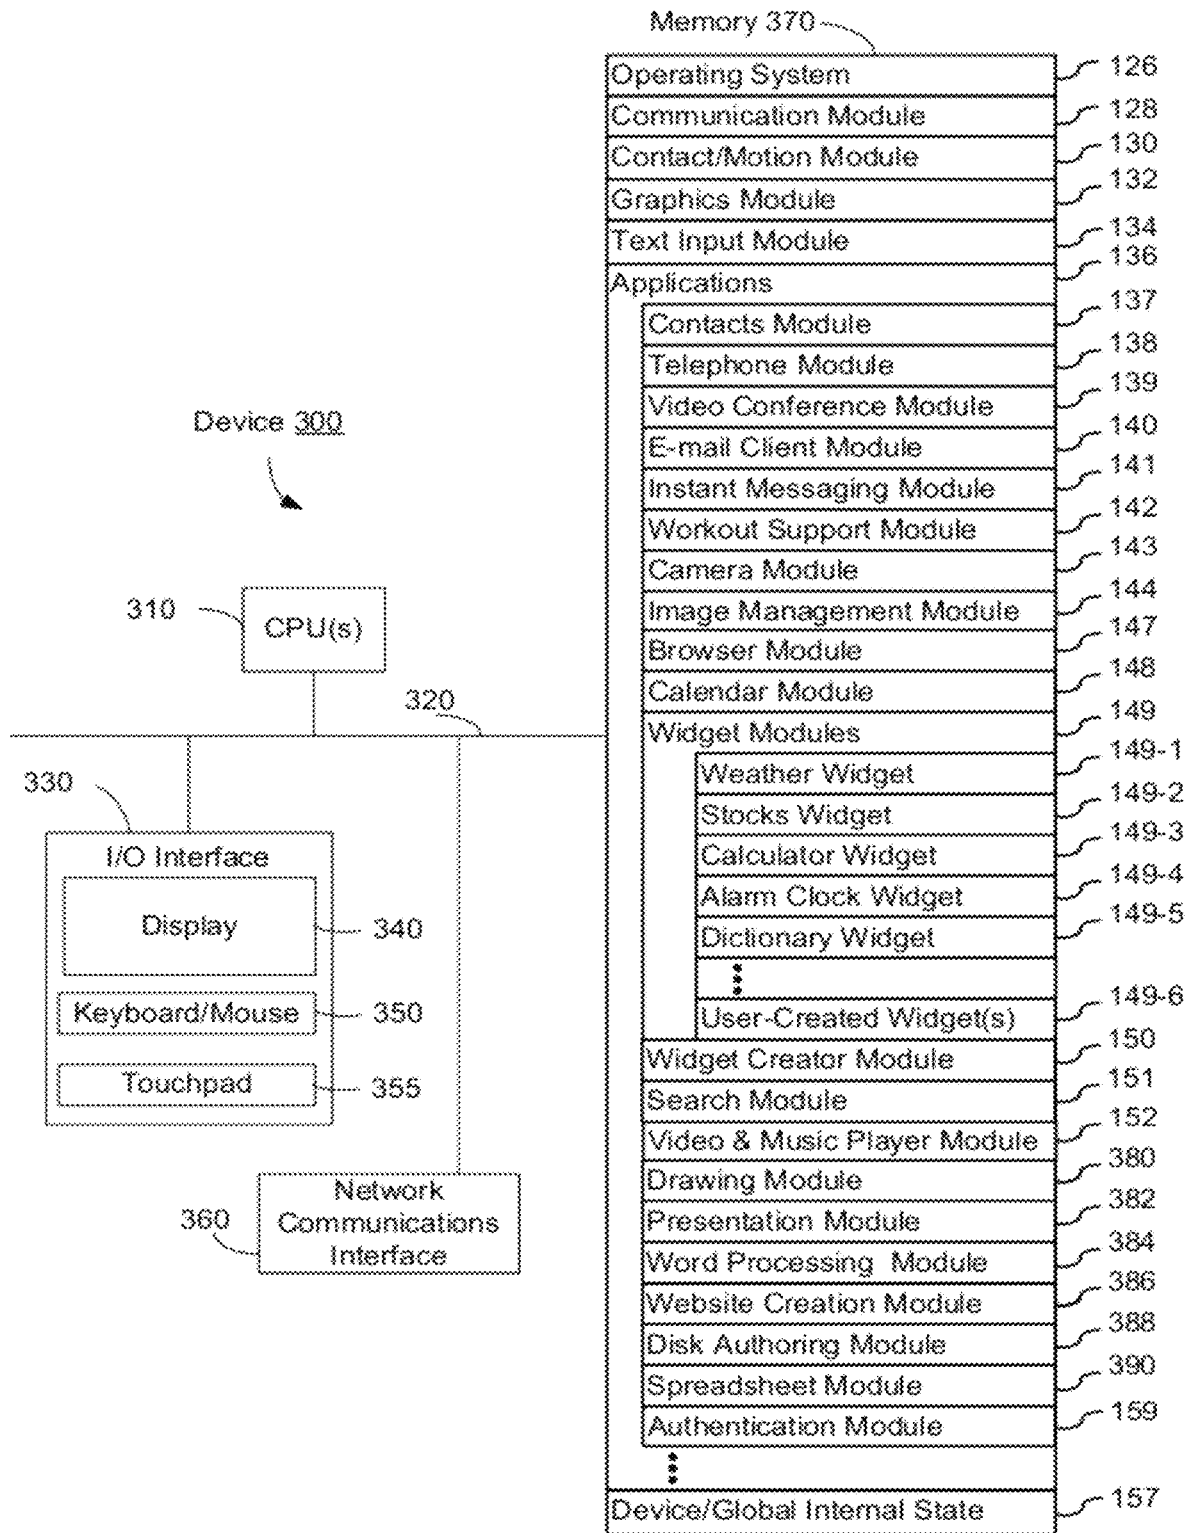 Memory 370
Operating System 126
Communication Module 128
Contact/Motion Module 130
Graphics Module 132
Text Input Module 134
Applications 136
Contacts Module 137
Telephone Module 138
Video Conference Module 139
E-mail Client Module 140
Instant Messaging Module 141
Workout Support Module 142
Camera Module 143
Image Management Module 144
Browser Module 147
Calendar Module 148
Widget Modules 149
Weather Widget 149-1
Stocks Widget 149-2
Calculator Widget 149-3
Alarm Clock Widget 149-4
Dictionary Widget 149-5
User-Created Widget(s) 149-6
Widget Creator Module 150
Search Module 151
Video & Music Player Module 152
Drawing Module 380
Presentation Module 382
Word Processing Module 384
Website Creation Module 386
Disk Authoring Module 388
Spreadsheet Module 390
Authentication Module 159
Device/Global Internal State 157
Device 300
310
CPU(s)
320
330
I/O Interface
Display 340
Keyboard/Mouse 350
Touchpad 355
360
Network
Communications
Interface